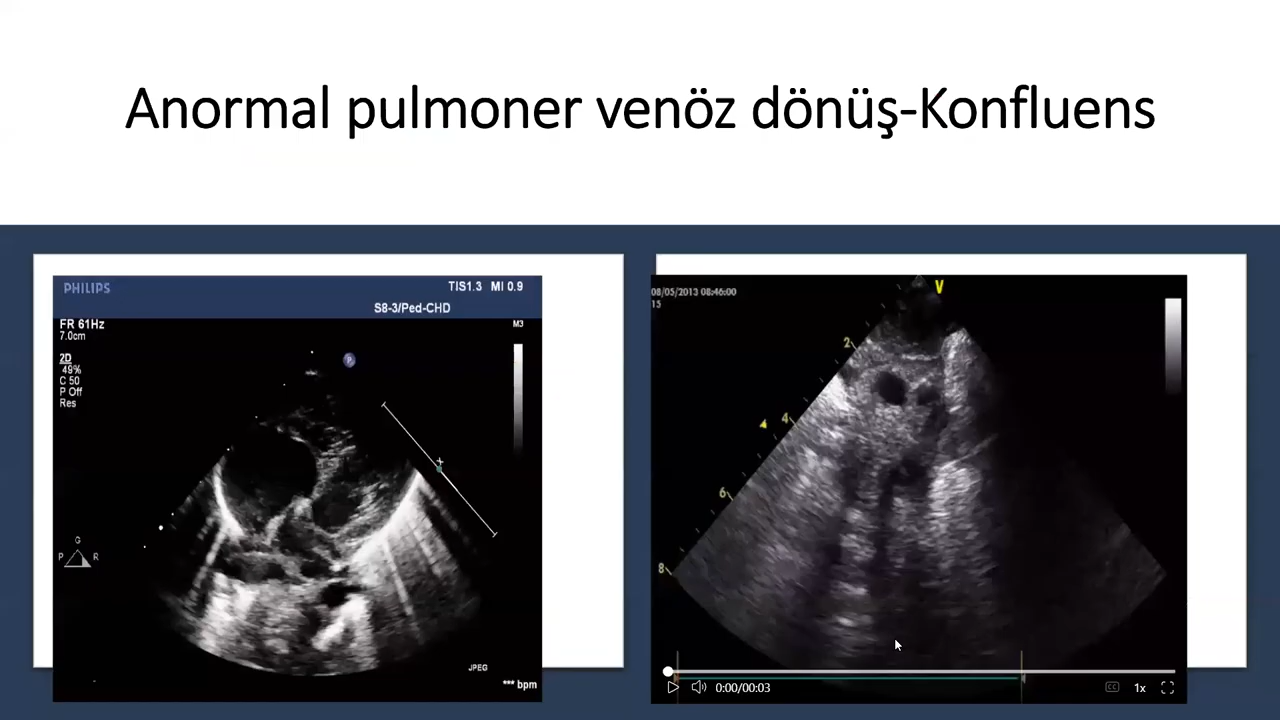 Anormal pulmoner venöz dönüş-Konfluens
PHILIPS
TIS1.3 MI 0.9
S8-3/Ped-CHD
FR 61Hz
7.0cm
M3
2D
49%
C 50
P Off
Res
P
G
P R
JPEG
*** bpm
08/05/2013 08:46:00
15
V
2
4
6
8
0:00/00:03
CC
1x